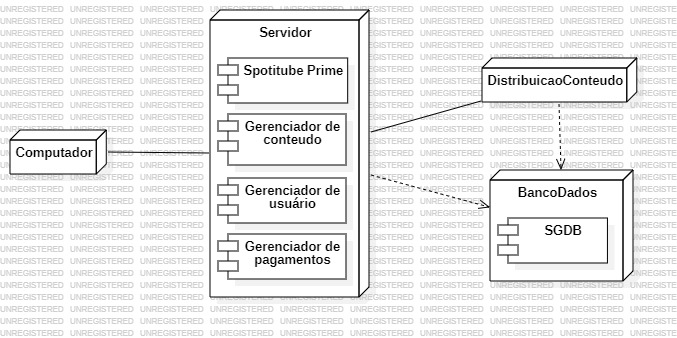 Servidor
Spotitube Prime
Gerenciador de
conteudo
Gerenciador de
usuário
Gerenciador de
pagamentos
Computador
DistribuicaoConteudo
BancoDados
SGDB
UNREGISTERED UNREGISTERED UNREGISTERED UNREGISTERED UNREGISTERED UNREGISTERED UNREGISTERED UNREGISTERED UNREGISTERED